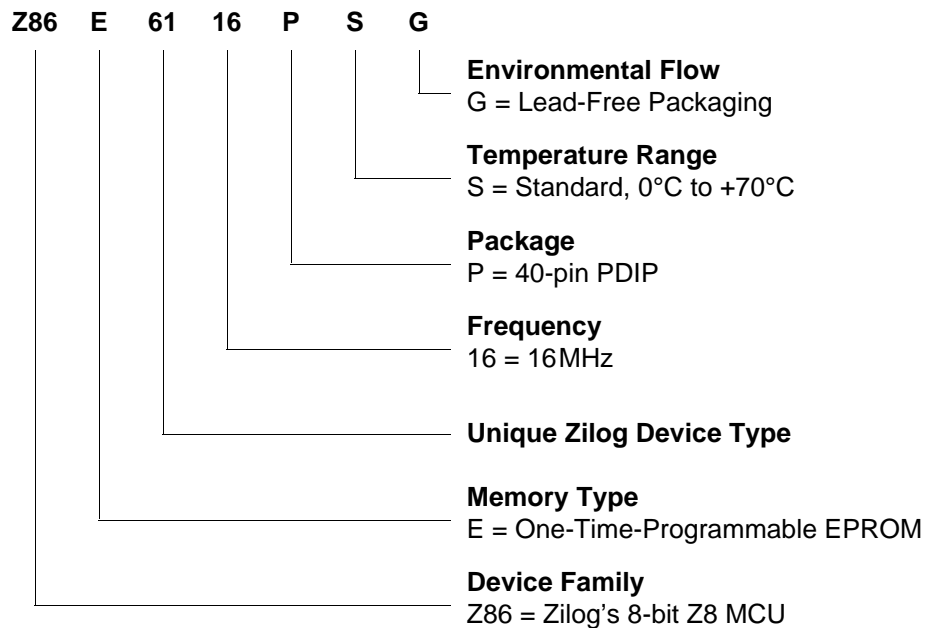 Z86 E 61 16 P S G
Environmental Flow
G = Lead-Free Packaging
Temperature Range
S = Standard, 0°C to +70°C
Package
P = 40-pin PDIP
Frequency
16 = 16MHz
Unique Zilog Device Type
Memory Type
E = One-Time-Programmable EPROM
Device Family
Z86 = Zilog's 8-bit Z8 MCU